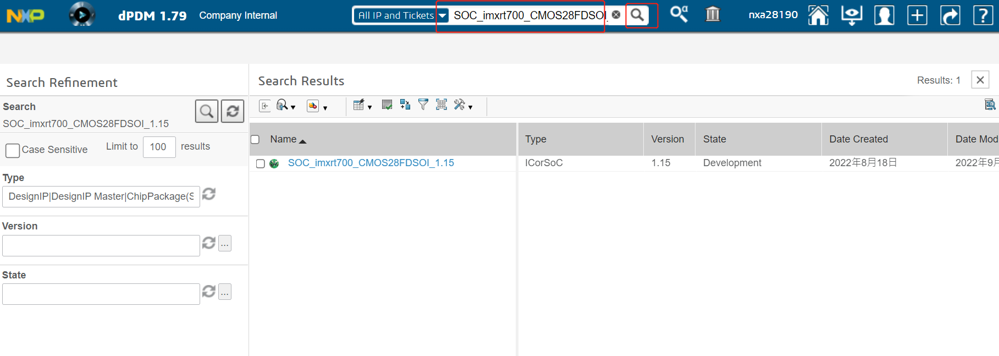 NXP dPDM 1.79 Company Internal All IP and Tickets SOC_imxrt700_CMOS28FDSOI α nxa28190 ?
Search Refinement
Search Results
Results: 1
Search
SOC_imxrt700_CMOS28FDSOI_1.15
Case Sensitive Limit to 100 results
Name Type Version State Date Created Date Mod
SOC_imxrt700_CMOS28FDSOI_1.15 ICorSoC 1.15 Development 2022年8月18日 2022年9月
Type
DesignIP|DesignIP Master|ChipPackage(S
Version
...
State
...